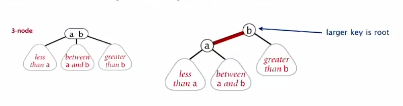 3-node
a b
less
than a
between
a and b
greater
than b
b
larger key is root
a
less
than a
between
a and b
greater
than b